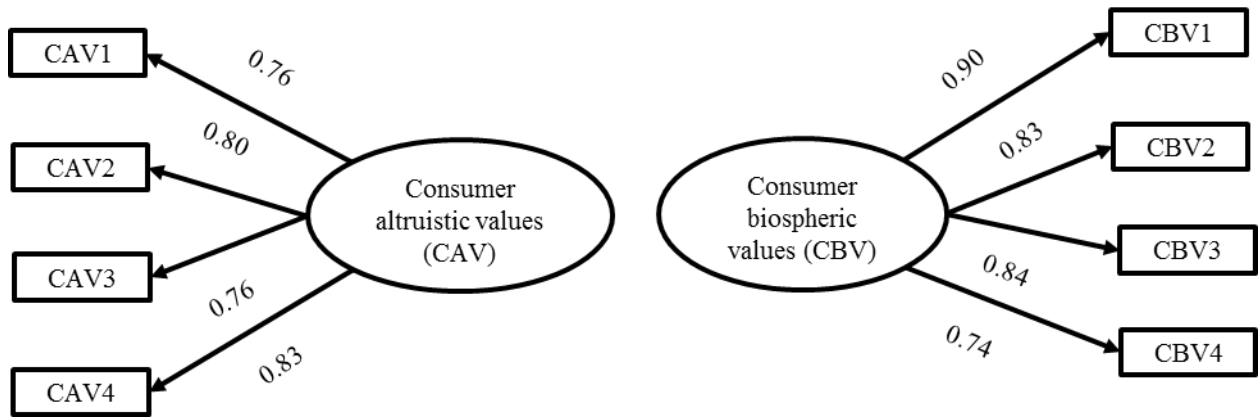 CAV1
0.76
CAV2
0.80
CAV3
0.76
CAV4
0.83
Consumer
altruistic values
(CAV)
Consumer
biospheric
values (CBV)
CBV1
0.90
CBV2
0.83
CBV3
0.84
CBV4
0.74